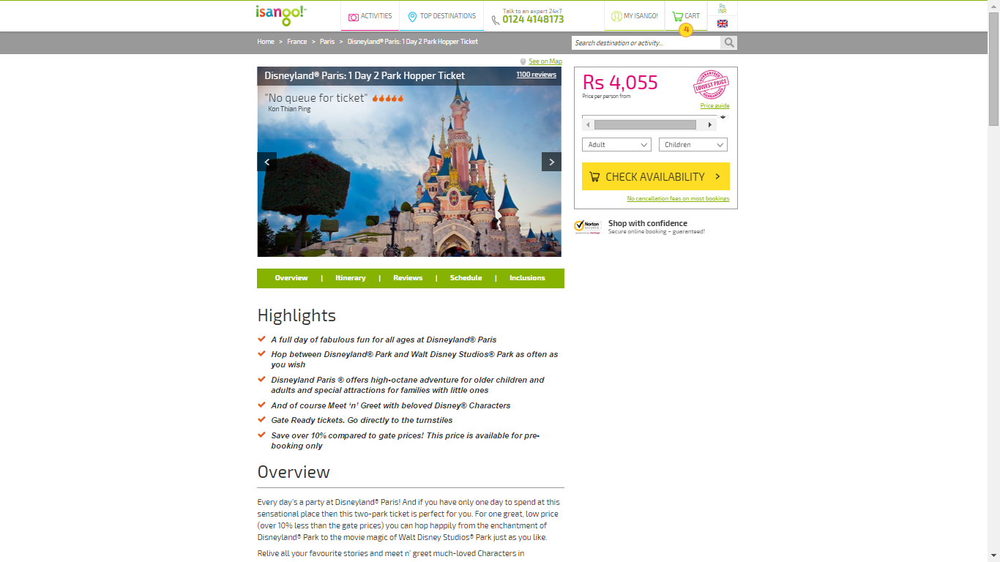 isango!
ACTIVITIES
TOP DESTINATIONS
Talk to an expert 24x7
0124 4148173
MY ISANGO!
CART
4
Rs
INR
Home > France > Paris > Disneyland® Paris: 1 Day 2 Park Hopper Ticket
Search destination or activity...
See on Map
Disneyland® Paris: 1 Day 2 Park Hopper Ticket
1100 reviews
"No queue for ticket"
Kon Thian Ping
Rs 4,055
Price per person from
GUARANTEED
LOWEST PRICE
GUARANTEED
Price guide
Adult
Children
CHECK AVAILABILITY >
No cancellation fees on most bookings
Norton
SECURED
Shop with confidence
Secure online booking – guaranteed!
Overview | Itinerary | Reviews | Schedule | Inclusions
Highlights
A full day of fabulous fun for all ages at Disneyland® Paris
Hop between Disneyland® Park and Walt Disney Studios® Park as often as
you wish
Disneyland Paris ® offers high-octane adventure for older children and
adults and special attractions for families with little ones
And of course Meet ‘n’ Greet with beloved Disney® Characters
Gate Ready tickets. Go directly to the turnstiles
Save over 10% compared to gate prices! This price is available for pre-
booking only
Overview
Every day's a party at Disneyland® Paris! And if you have only one day to spend at this
sensational place then this two-park ticket is perfect for you. For one great, low price
(over 10% less than the gate prices) you can hop happily from the enchantment of
Disneyland® Park to the movie magic of Walt Disney Studios® Park just as you like.
Relive all your favourite stories and meet n' greet much-loved Characters in